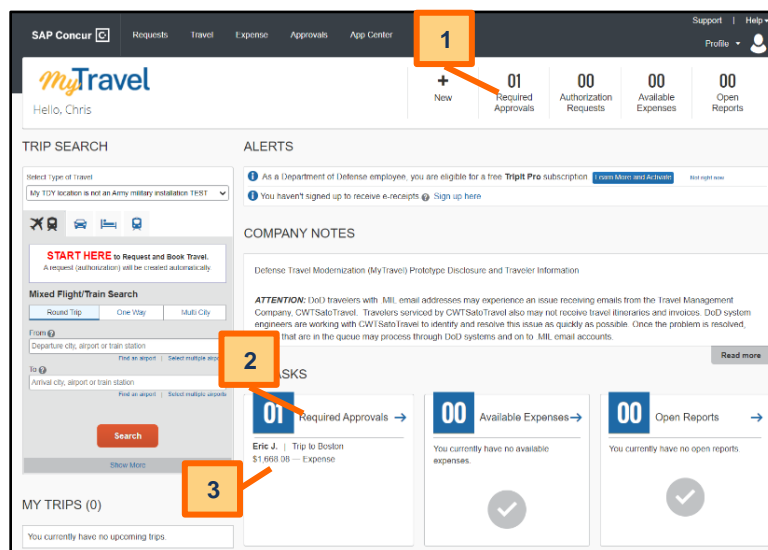 Support | Help
SAP Concur C Requests Travel Expense Approvals App Center
Profile
1
MyTravel
Hello, Chris
+ 01 00 00 00
New Required Authorization Available Open
Approvals Requests Expenses Reports
TRIP SEARCH
Select Type of Travel
My TDY location is not an Army military installation TEST
START HERE to Request and Book Travel.
A request (authorization) will be created automatically.
Mixed Flight/Train Search
Round Trip One Way Multi City
From
Departure city, airport or train station
Find an airport | Select multiple airports
To
Arrival city, airport or train station
Find an airport | Select multiple airports
Search
Show More
MY TRIPS (0)
You currently have no upcoming trips.
ALERTS
As a Department of Defense employee, you are eligible for a free TripIt Pro subscription Learn More and Activate Not right now
You haven't signed up to receive e-receipts Sign up here
COMPANY NOTES
Defense Travel Modernization (MyTravel) Prototype Disclosure and Traveler Information
ATTENTION: DoD travelers with MIL email addresses may experience an issue receiving emails from the Travel Management
Company, CWTSatoTravel. Travelers serviced by CWTSatoTravel also may not receive travel itineraries and invoices. DoD system
engineers are working with CWTSatoTravel to identify and resolve this issue as quickly as possible. Once the problem is resolved,
that are in the queue may process through DoD systems and on to MIL email accounts.
Read more
2
ASKS
01 Required Approvals →
Eric J. | Trip to Boston
$1,668.08 --- Expense
3
00 Available Expenses→
You currently have no available
expenses.
00 Open Reports →
You currently have no open reports